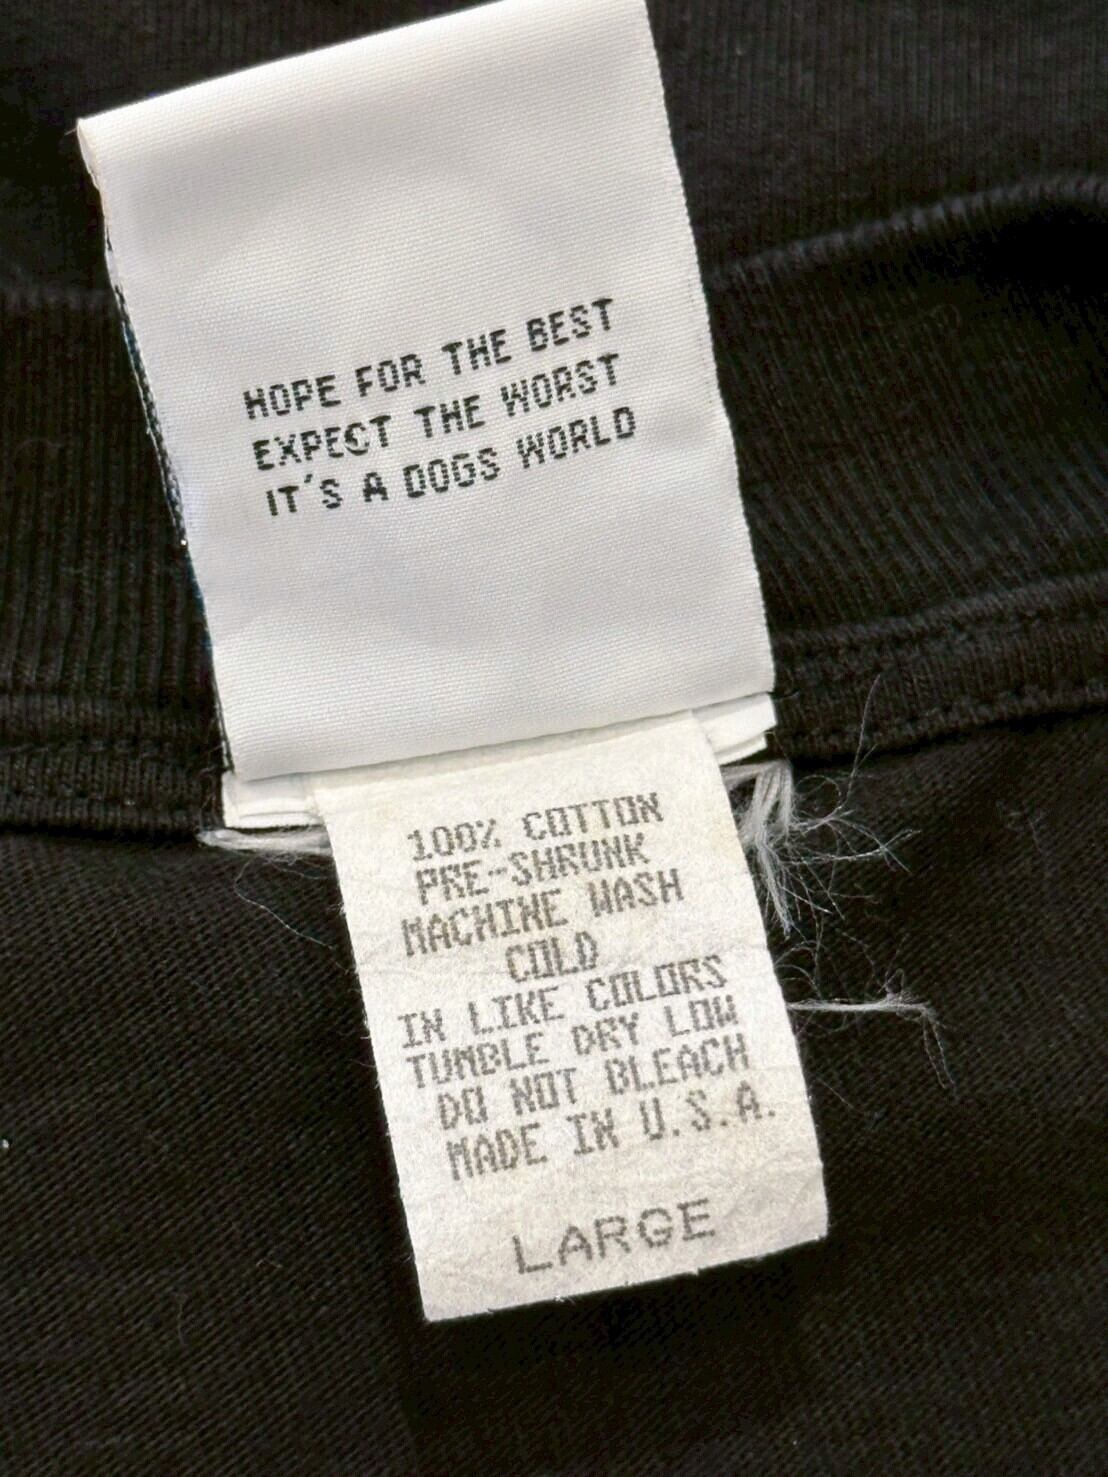 HOPE FOR THE BEST
EXPECT THE WORST
IT'S A DOGS WORLD
100% COTTON
PRE-SHRUNK
MACHINE WASH
COLD
IN LIKE COLORS
TUMBLE DRY LOW
DO NOT BLEACH
MADE IN U.S.A.
LARGE